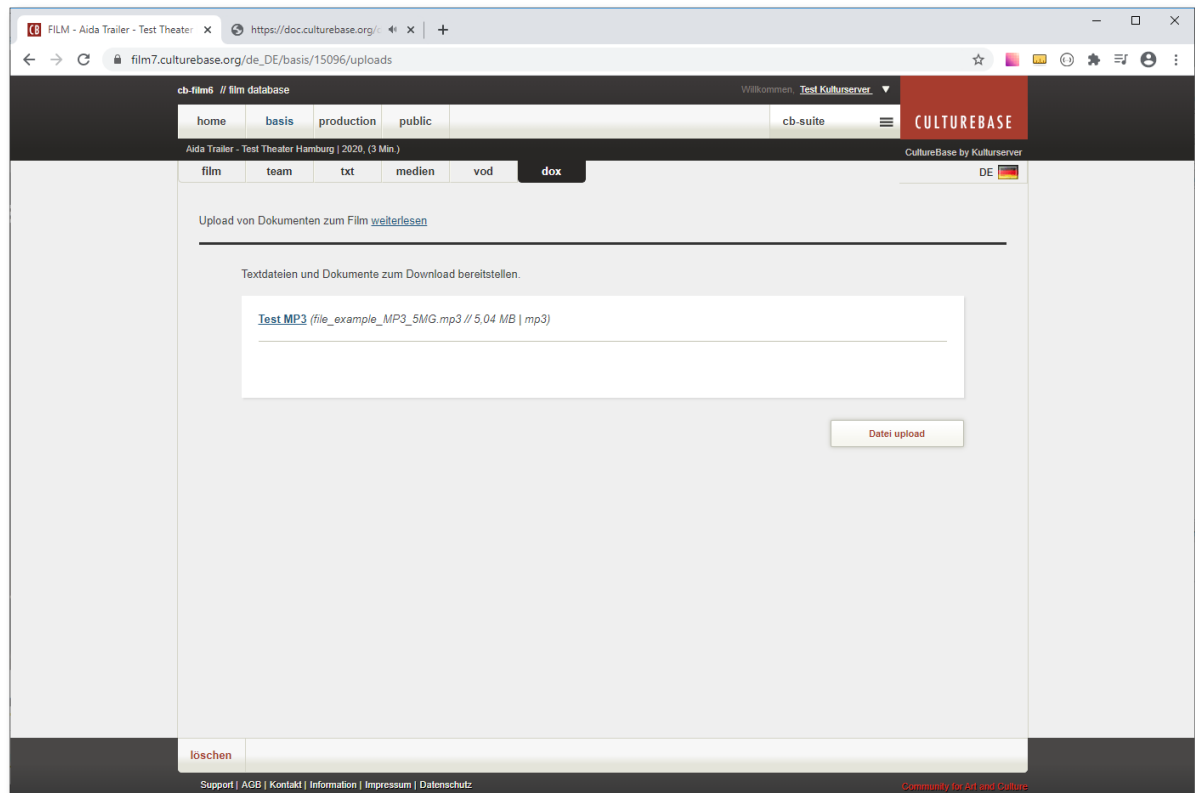 CB FILM - Aida Trailer - Test Theater
https://doc.culturebase.org/
film7.culturebase.org/de_DE/basis/15096/uploads
cb-film6 // film database
Willkommen, Test Kulturserver
home basis production public cb-suite CULTUREBASE
Aida Trailer - Test Theater Hamburg | 2020, (3 Min.)
CultureBase by Kulturserver
film team txt medien vod dox DE
Upload von Dokumenten zum Film weiterlesen
Textdateien und Dokumente zum Download bereitstellen.
Test MP3 (file_example_MP3_5MG.mp3 // 5,04 MB | mp3)
Datei upload
löschen
Support | AGB | Kontakt | Information | Impressum | Datenschutz
Community for Art and Culture